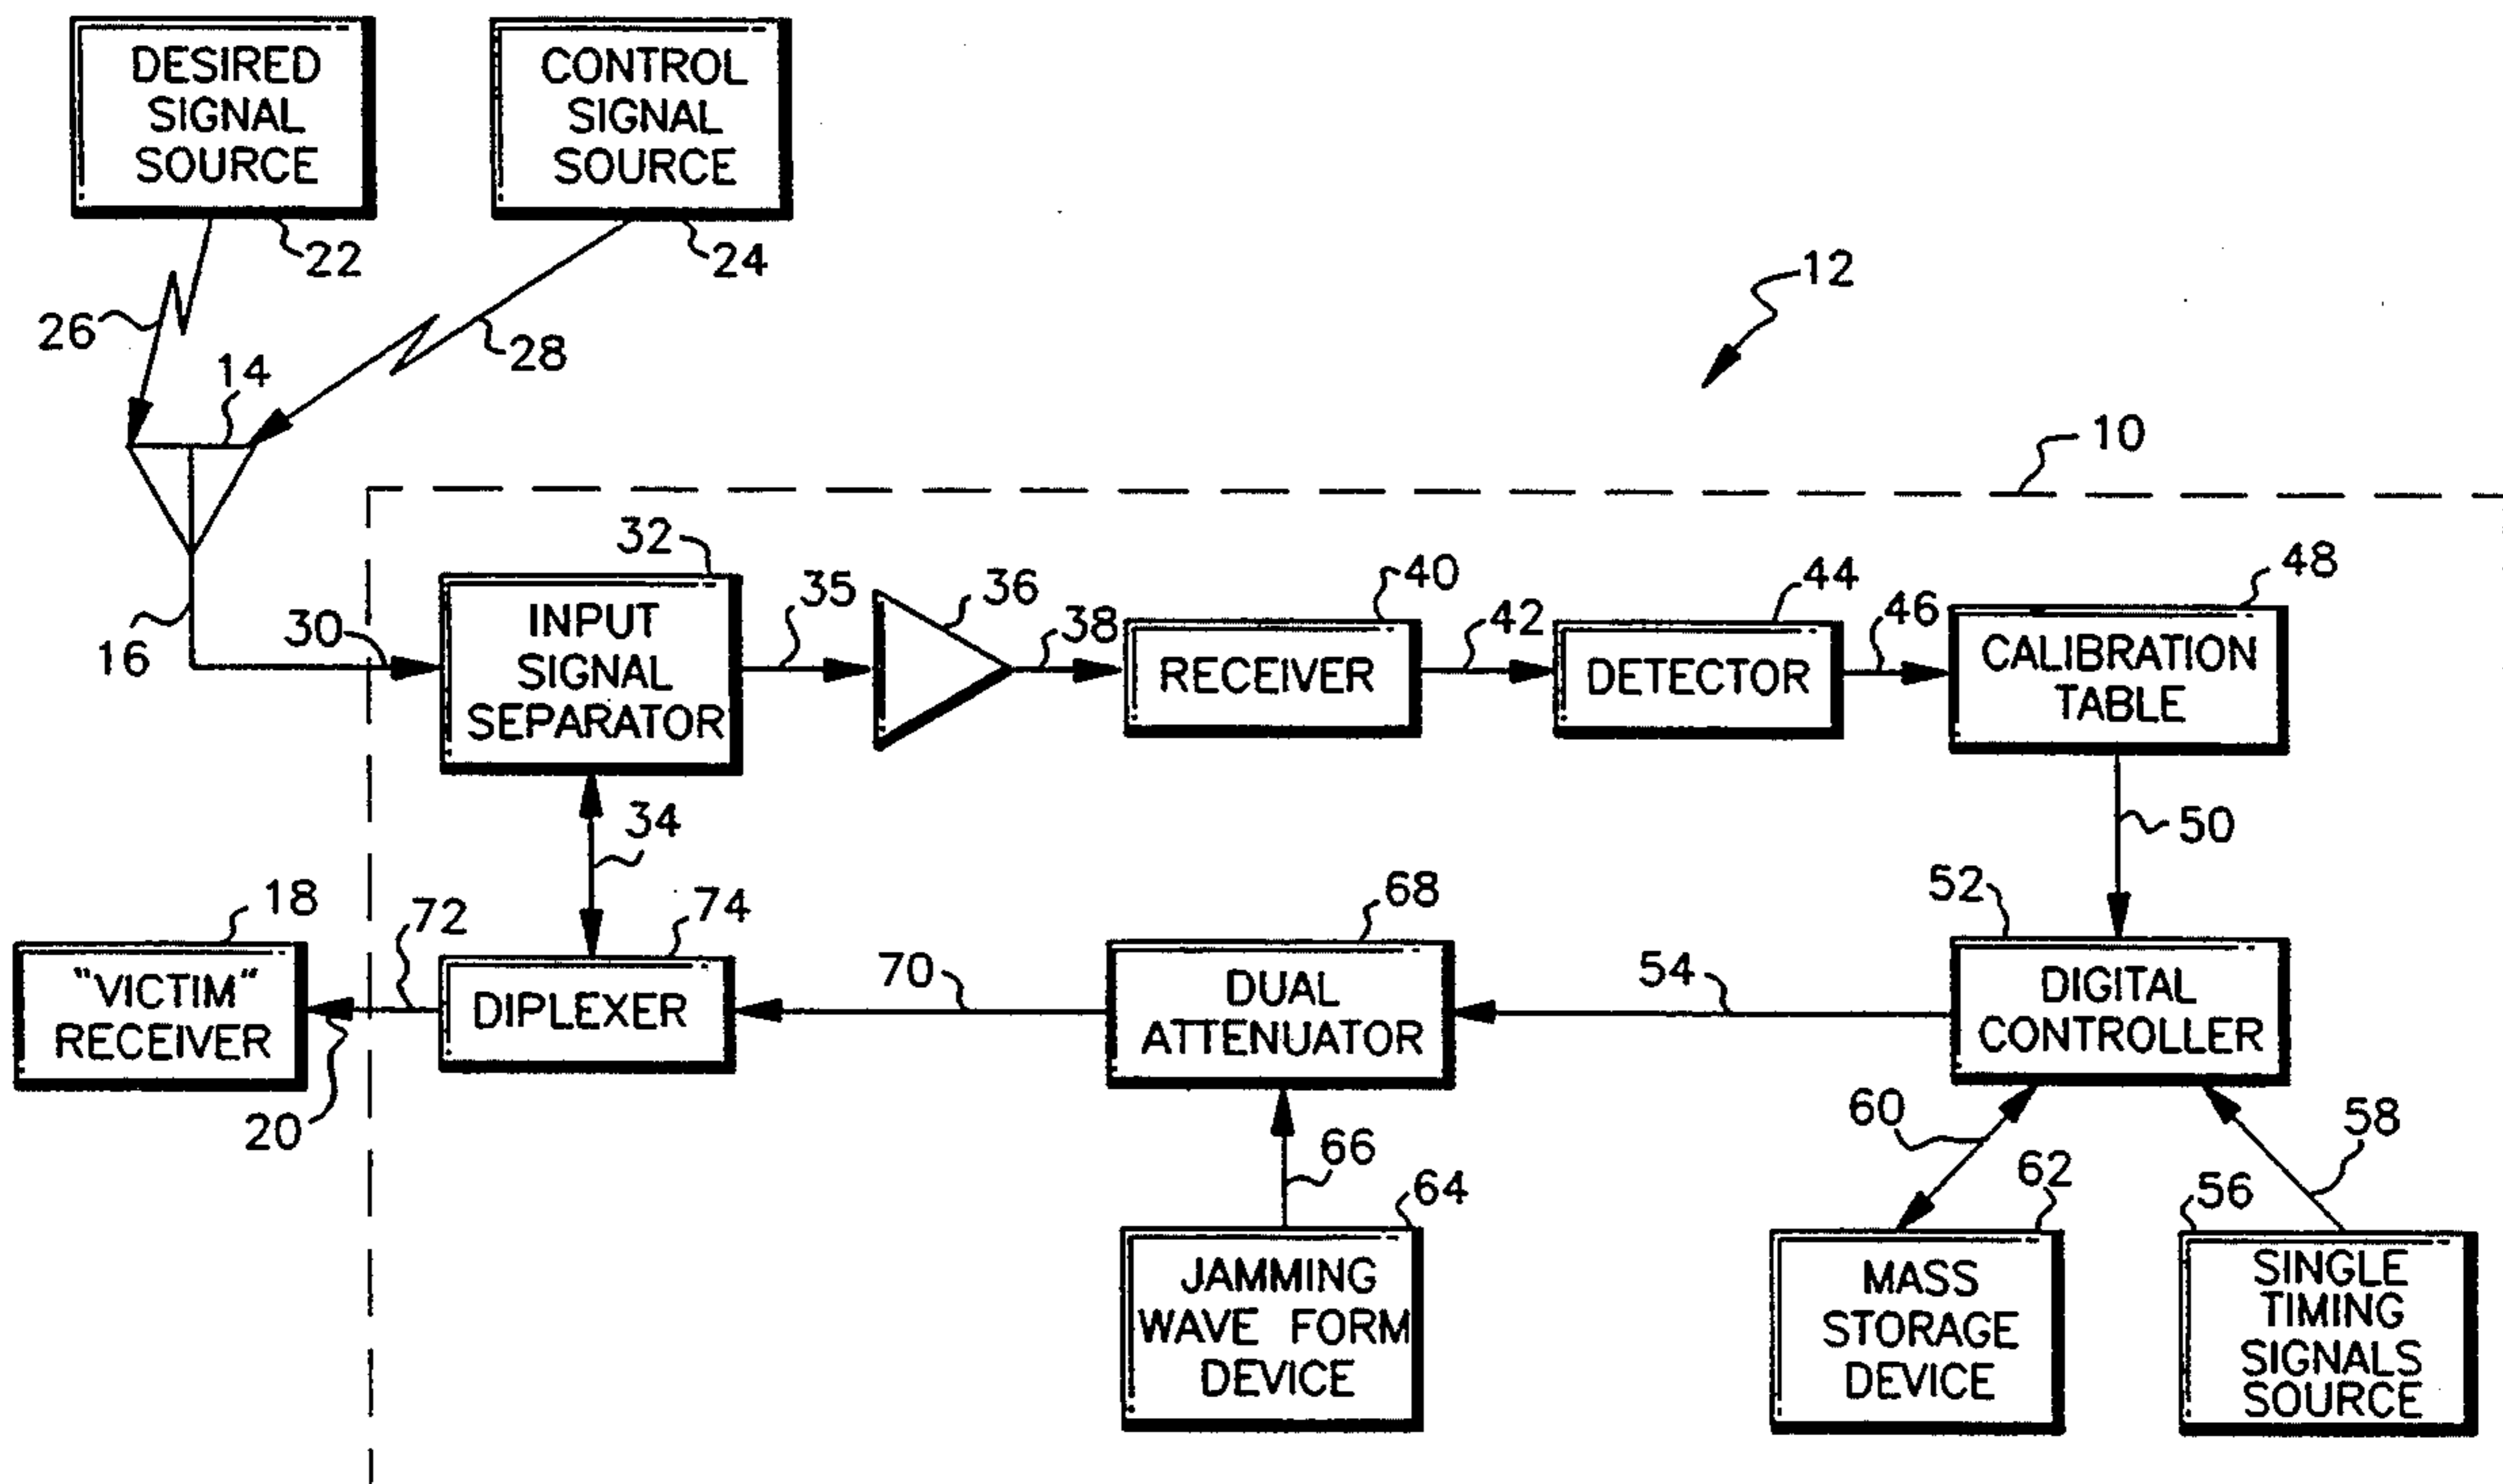 DESIRED
SIGNAL
SOURCE
22
CONTROL
SIGNAL
SOURCE
24
12
26
28
14
10
16
30
32
INPUT
SIGNAL
SEPARATOR
35
36
38
40
RECEIVER
42
44
DETECTOR
46
48
CALIBRATION
TABLE
34
50
18
"VICTIM"
RECEIVER
20
72
74
DIPLEXER
70
68
DUAL
ATTENUATOR
54
52
DIGITAL
CONTROLLER
66
60
58
64
JAMMING
WAVE FORM
DEVICE
62
MASS
STORAGE
DEVICE
56
SINGLE
TIMING
SIGNALS
SOURCE